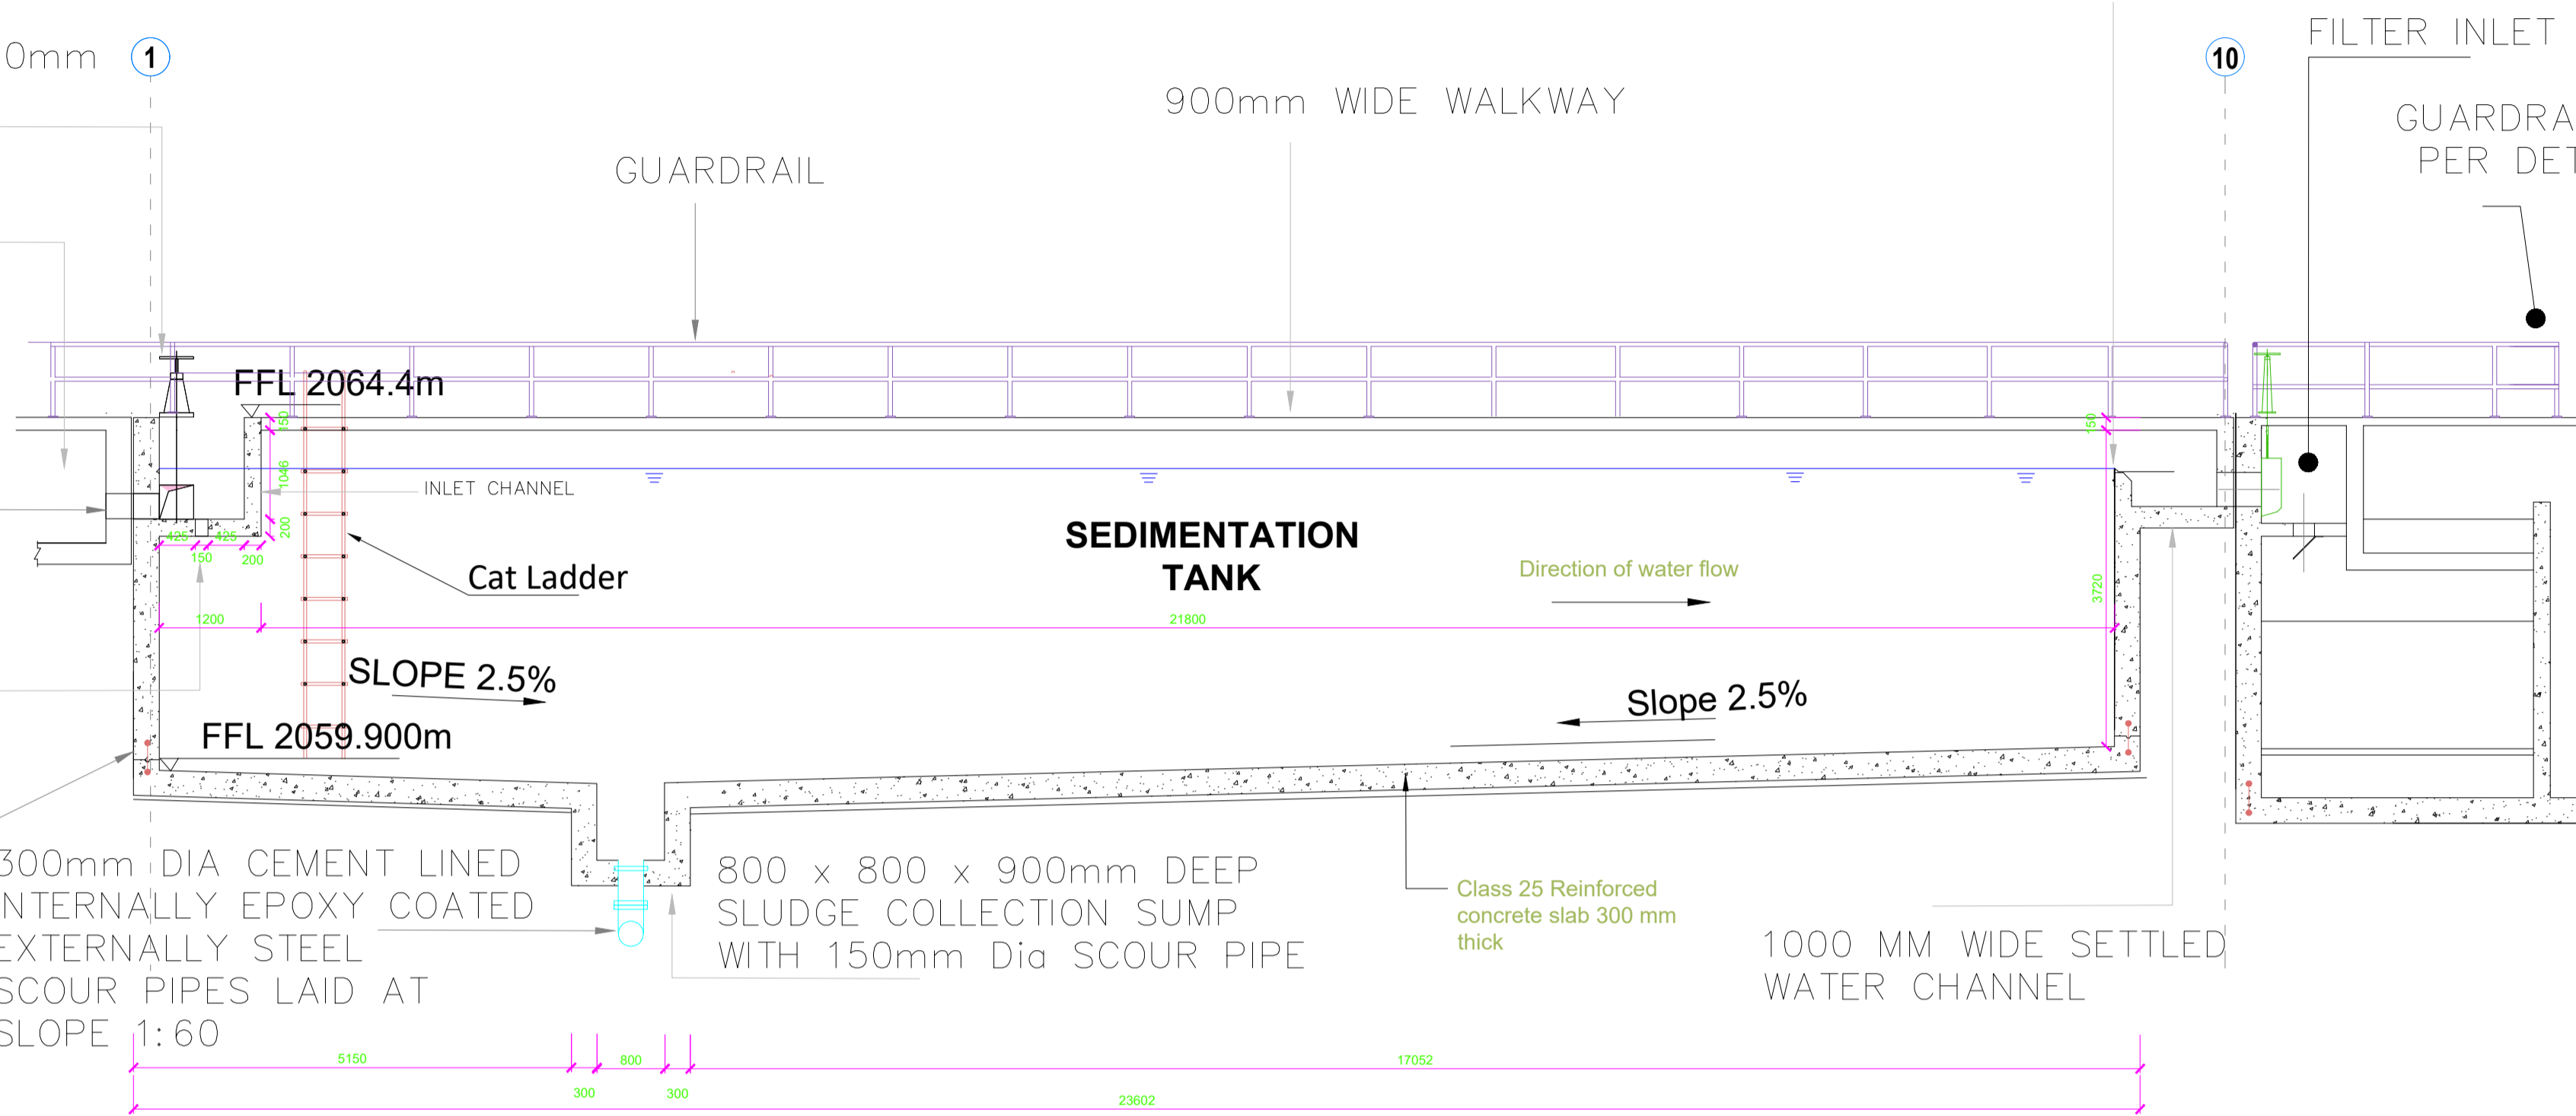 0mm
1
10
FILTER INLET
900mm WIDE WALKWAY
GUARDRA
PER DET
GUARDRAIL
FFL 2064.4m
150
1046
200
150
INLET CHANNEL
425
425
150
200
SEDIMENTATION
TANK
Cat Ladder
Direction of water flow
3720
1200
21800
SLOPE 2.5%
Slope 2.5%
FFL 2059.900m
300mm DIA CEMENT LINED
INTERNALLY EPOXY COATED
EXTERNALLY STEEL
SCOUR PIPES LAID AT
SLOPE 1:60
800 x 800 x 900mm DEEP
SLUDGE COLLECTION SUMP
WITH 150mm Dia SCOUR PIPE
Class 25 Reinforced
concrete slab 300 mm
thick
1000 MM WIDE SETTLED
WATER CHANNEL
5150
800
17052
300
300
23602